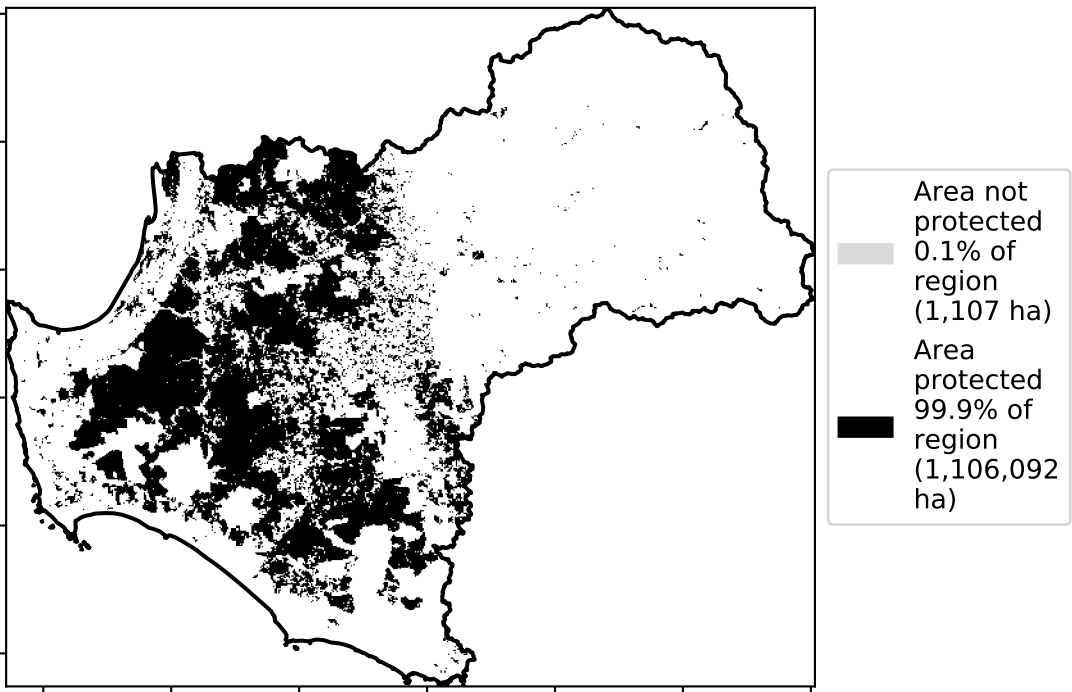 Area not
protected
0.1% of
region
(1,107 ha)
Area
protected
99.9% of
region
(1,106,092
ha)